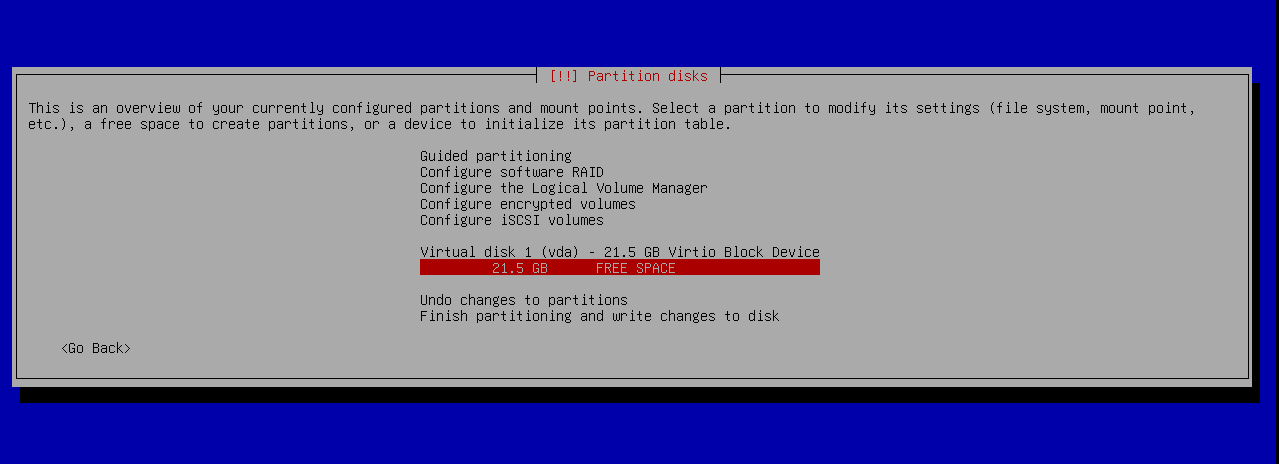 [!!] Partition disks
This is an overview of your currently configured partitions and mount points. Select a partition to modify its settings (file system, mount point,
etc.), a free space to create partitions, or a device to initialize its partition table.
Guided partitioning
Configure software RAID
Configure the Logical Volume Manager
Configure encrypted volumes
Configure iSCSI volumes
Virtual disk 1 (vda) - 21.5 GB Virtio Block Device
21.5 GB FREE SPACE
Undo changes to partitions
Finish partitioning and write changes to disk
<Go Back>